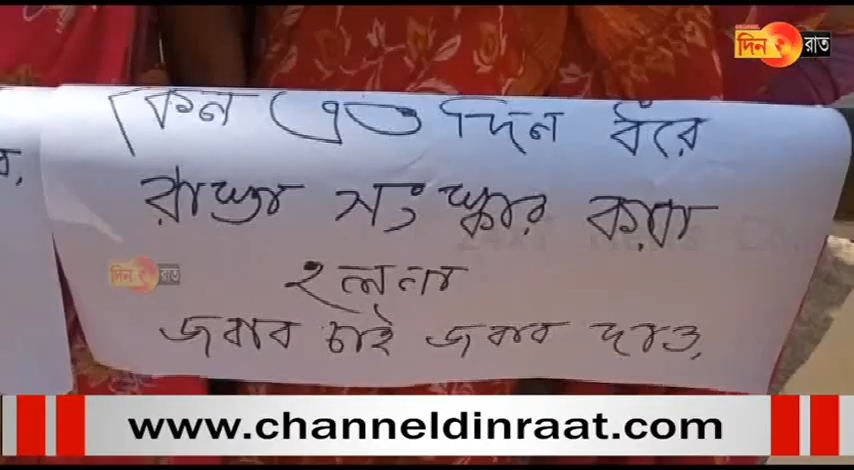 দিন রাত
কেন এত দিন ধরে
রাস্তা সংস্কার করা
হলনা
দিন রাত
জবাব চাই জবাব দাও,
www.channeldinraat.com